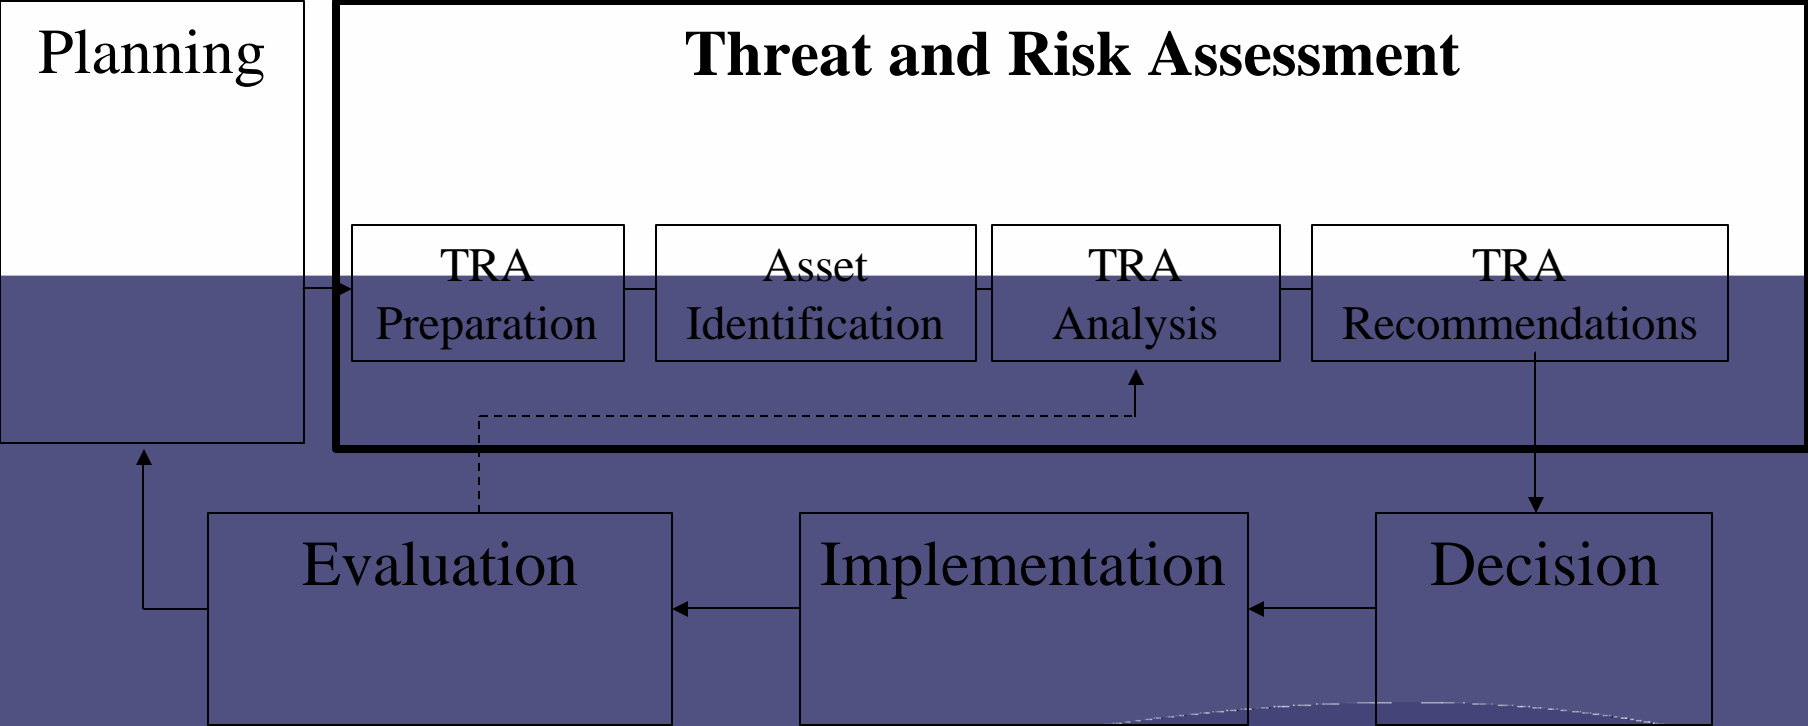 Planning
Threat and Risk Assessment
TRA
Preparation
Asset
Identification
TRA
Analysis
TRA
Recommendations
Evaluation
Implementation
Decision